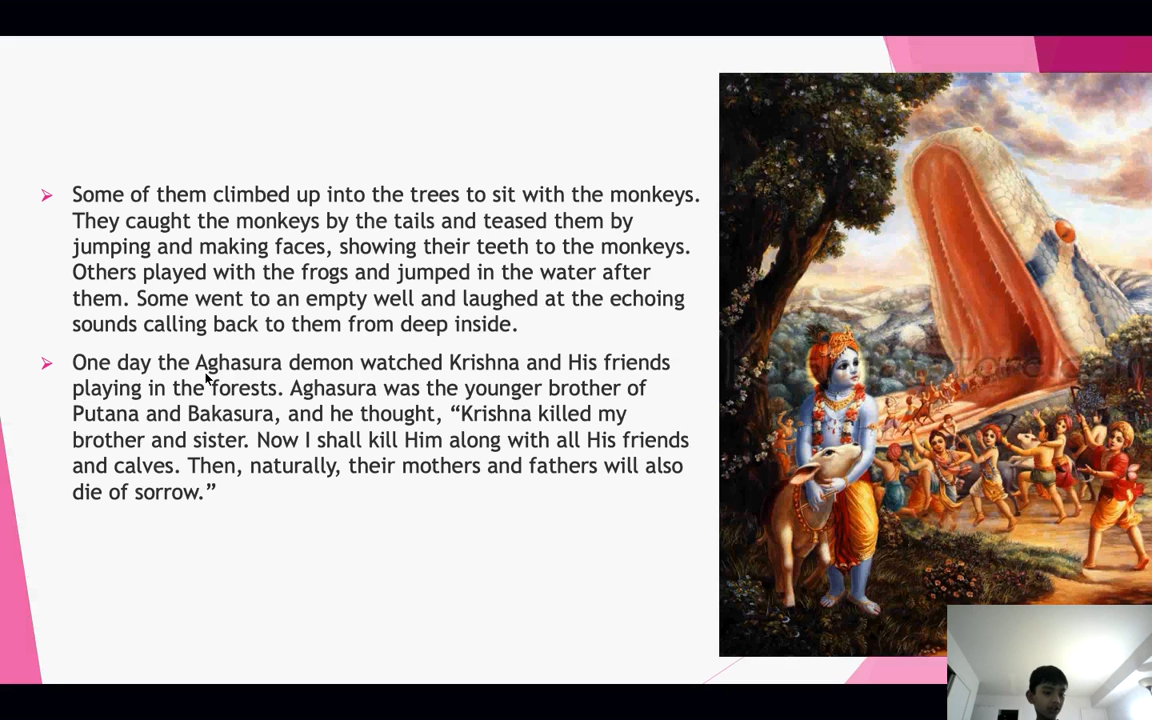 Some of them climbed up into the trees to sit with the monkeys.
They caught the monkeys by the tails and teased them by
jumping and making faces, showing their teeth to the monkeys.
Others played with the frogs and jumped in the water after
them. Some went to an empty well and laughed at the echoing
sounds calling back to them from deep inside.
One day the Aghasura demon watched Krishna and His friends
playing in the forests. Aghasura was the younger brother of
Putana and Bakasura, and he thought, “Krishna killed my
brother and sister. Now I shall kill Him along with all His friends
and calves. Then, naturally, their mothers and fathers will also
die of sorrow.”